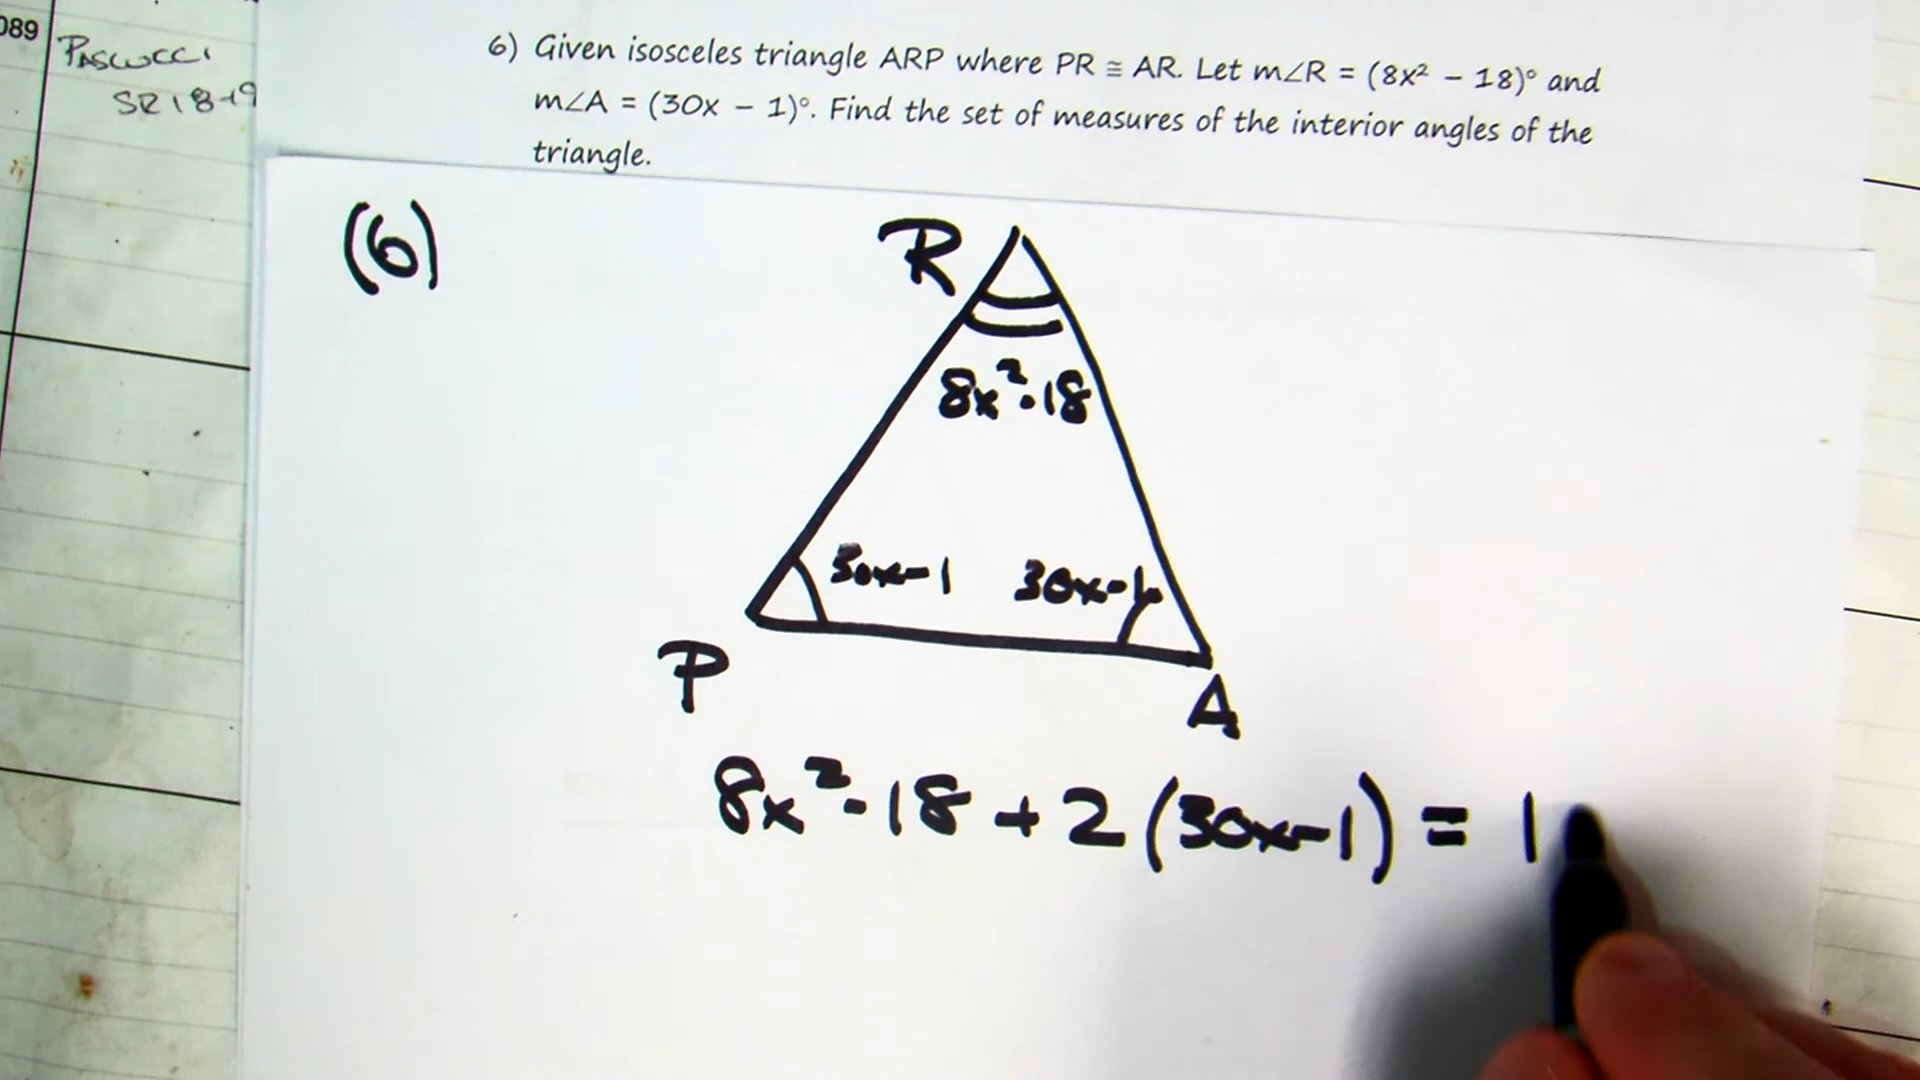 089
PASCUCCI
SR18-19
6) Given isosceles triangle ARP where PR ≅ AR. Let m∠R = (8x² − 18)° and
m∠A = (30x − 1)°. Find the set of measures of the interior angles of the
triangle.
(6)
R
8x²-18
30x-1 30x-1
P
A
8x²-18+2(30x-1) = 1